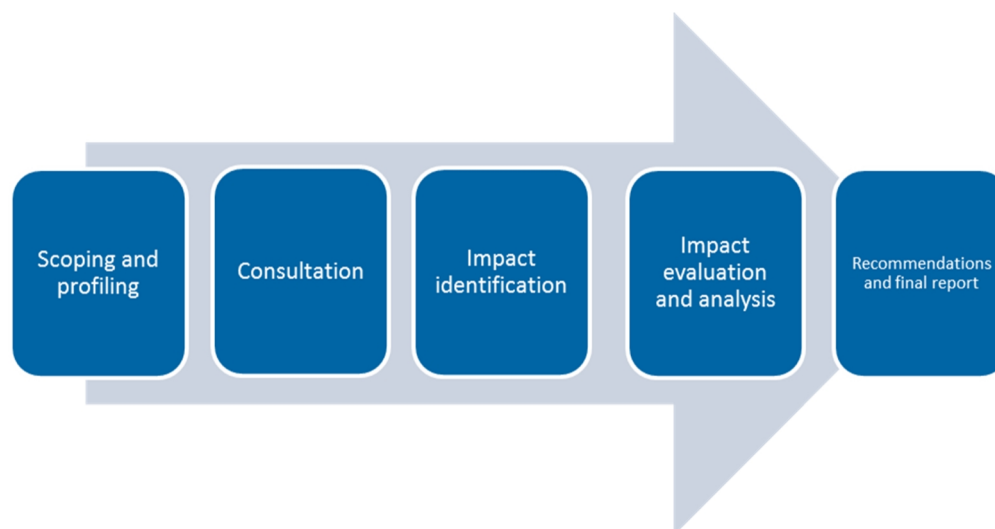 Scoping and
profiling
Consultation
Impact
identification
Impact
evaluation
and analysis
Recommendations
and final report